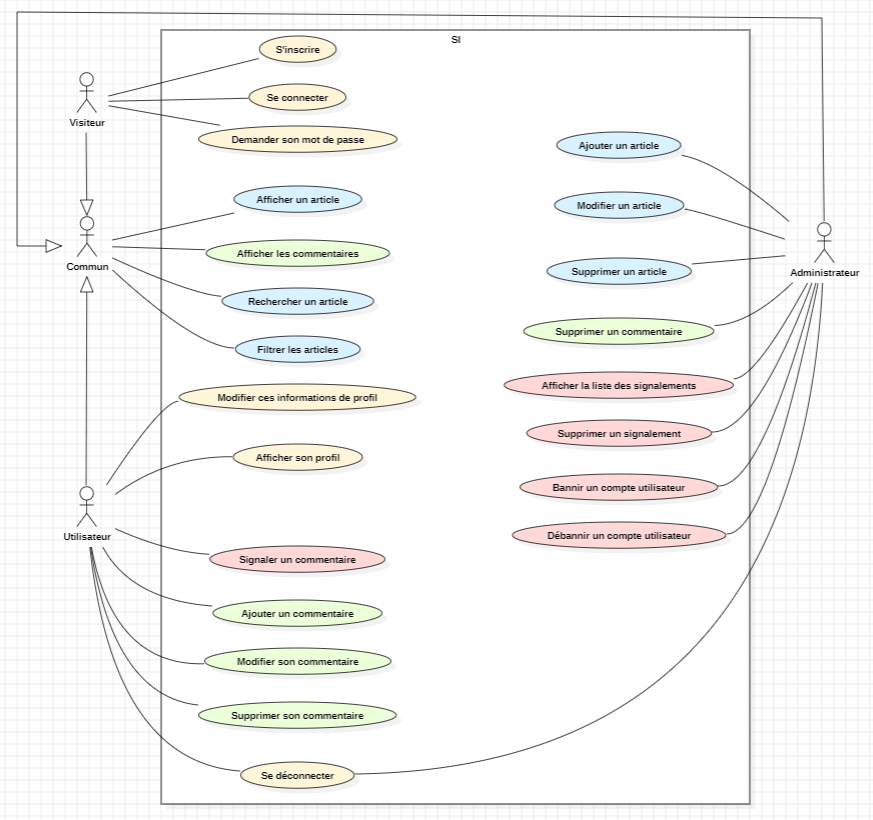 SI
S'inscrire
Se connecter
Visiteur
Demander son mot de passe
Ajouter un article
Afficher un article
Modifier un article
Afficher les commentaires
Commun
Supprimer un article
Administrateur
Rechercher un article
Supprimer un commentaire
Filtrer les articles
Afficher la liste des signalements
Modifier ces informations de profil
Supprimer un signalement
Afficher son profil
Bannir un compte utilisateur
Utilisateur
Débannir un compte utilisateur
Signaler un commentaire
Ajouter un commentaire
Modifier son commentaire
Supprimer son commentaire
Se déconnecter